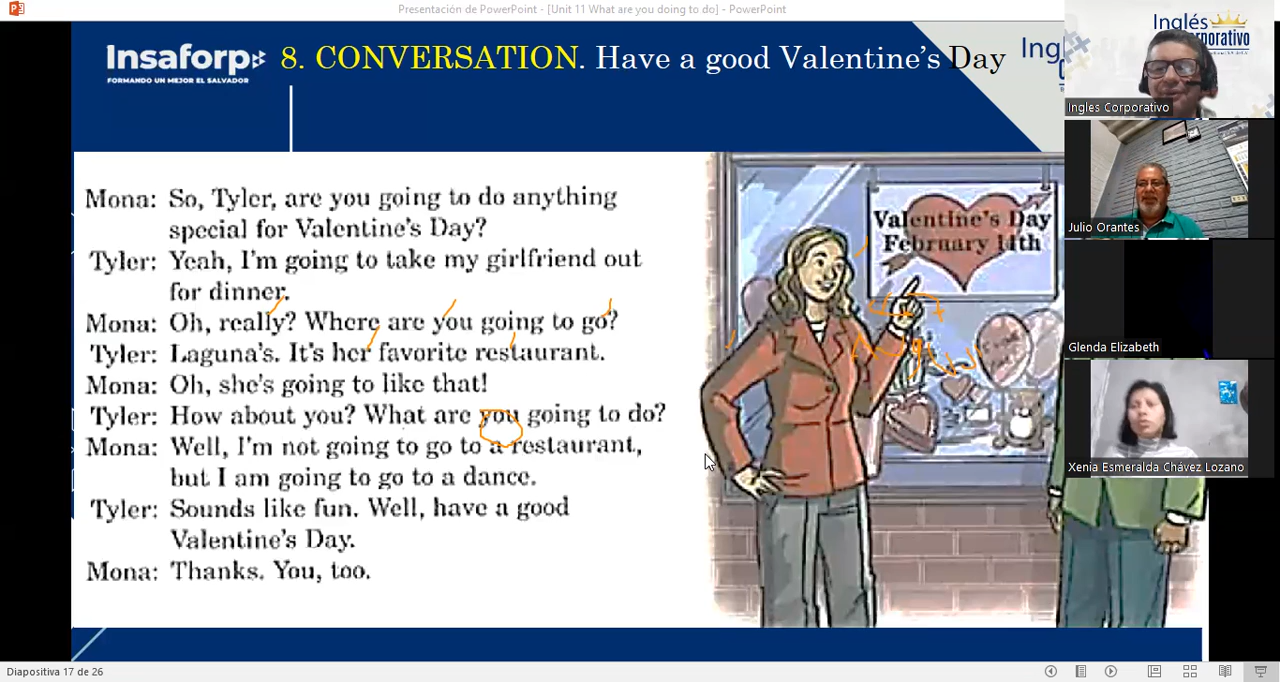 Presentación de PowerPoint - [Unit 11 What are you doing to do] - PowerPoint
Insaforp
FORMANDO UN MEJOR EL SALVADOR
8. CONVERSATION. Have a good Valentine's Day
Mona: So, Tyler, are you going to do anything
special for Valentine's Day?
Tyler: Yeah, I'm going to take my girlfriend out
for dinner.
Mona: Oh, really? Where are you going to go?
Tyler: Laguna's. It's her favorite restaurant.
Mona: Oh, she's going to like that!
Tyler: How about you? What are you going to do?
Mona: Well, I'm not going to go to a restaurant,
but I am going to go to a dance.
Tyler: Sounds like fun. Well, have a good
Valentine's Day.
Mona: Thanks. You, too.
Valentine's Day
February 14th
Ingl
Inglés
Corporativo
Ingles Corporativo
Julio Orantes
Glenda Elizabeth
Xenia Esmeralda Chávez Lozano
Diapositiva 17 de 26